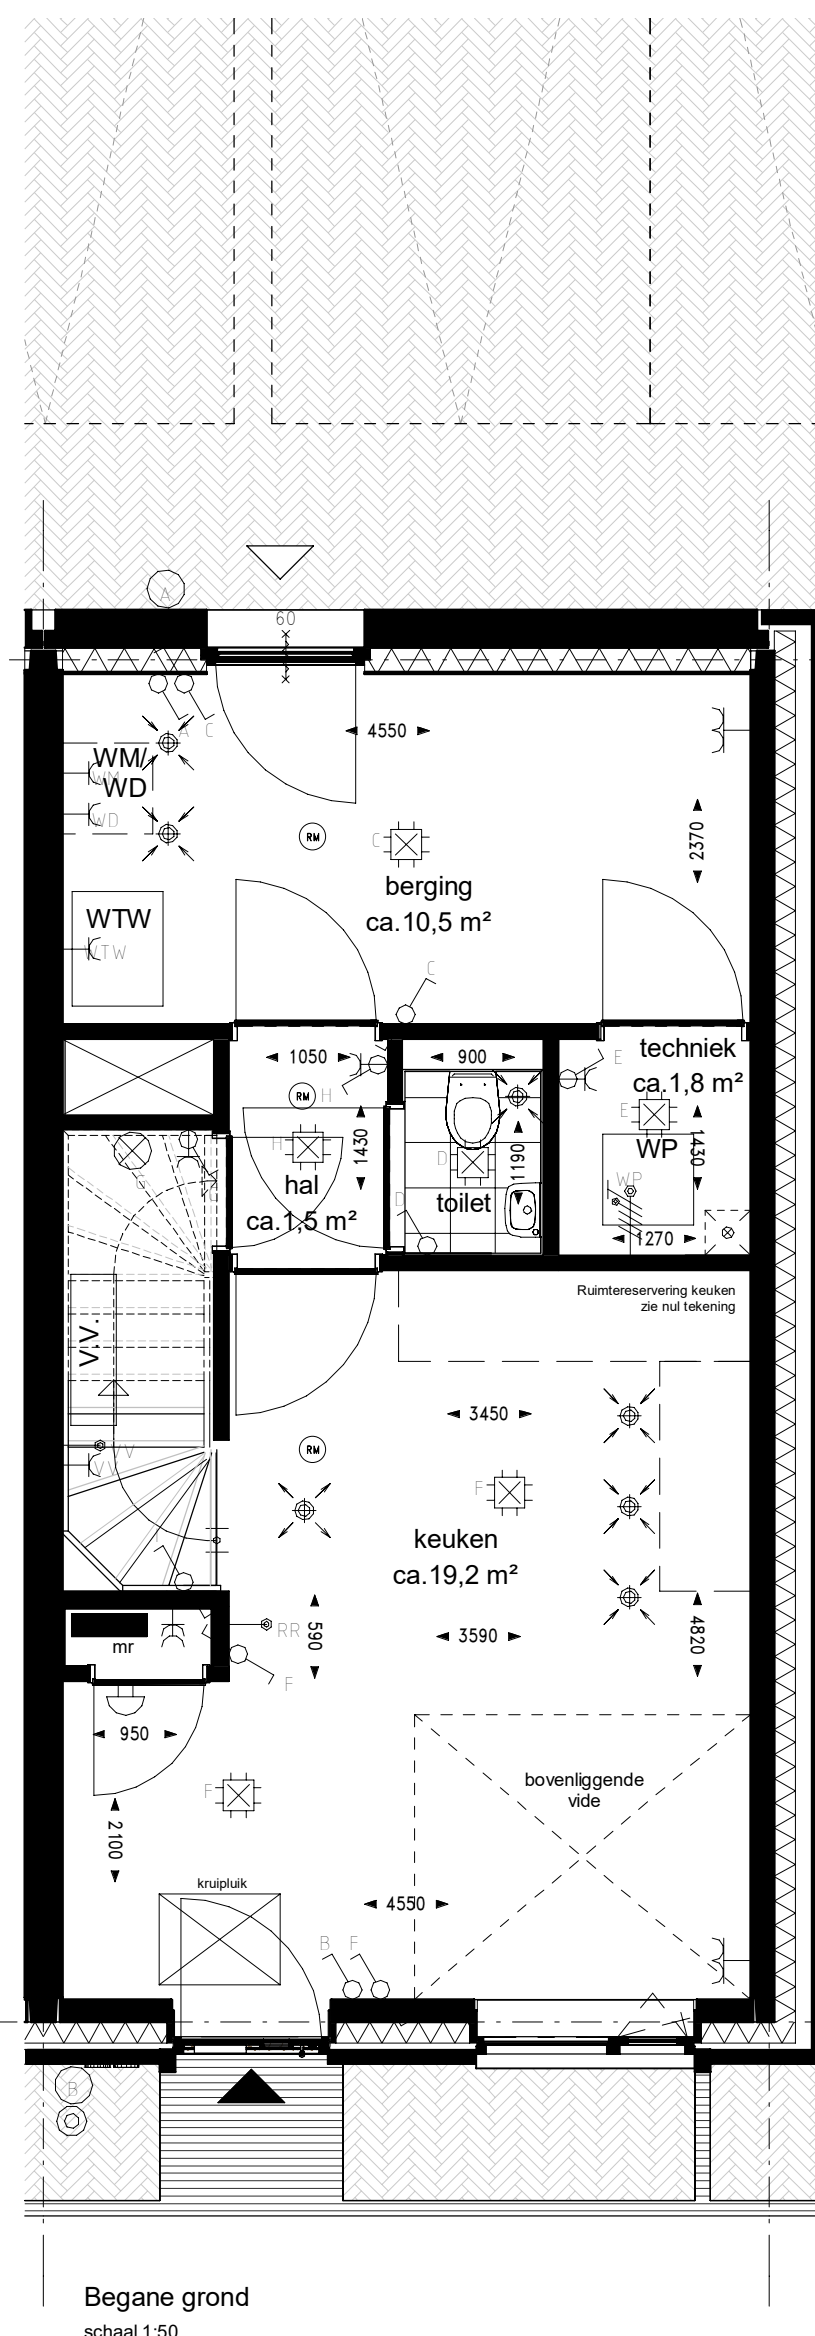 A
60
A
C
4550
WM/
WD
WM
WD
2370
RM
C
berging
ca.10,5 m²
WTW
WTW
C
1050
900
techniek
ca.1,8 m²
E
RM
H
E
H
1430
D
1190
WP
1430
G
hal
ca.1,5 m²
toilet
WP
D
1270
Ruimtereservering keuken
zie nul tekening
V.V.
3450
VV
VV
RM
F
keuken
ca.19,2 m²
590
RR
3590
4820
mr
F
950
bovenliggende
vide
F
2100
kruipluik
4550
B
F
B
Begane grond
schaal 1:50